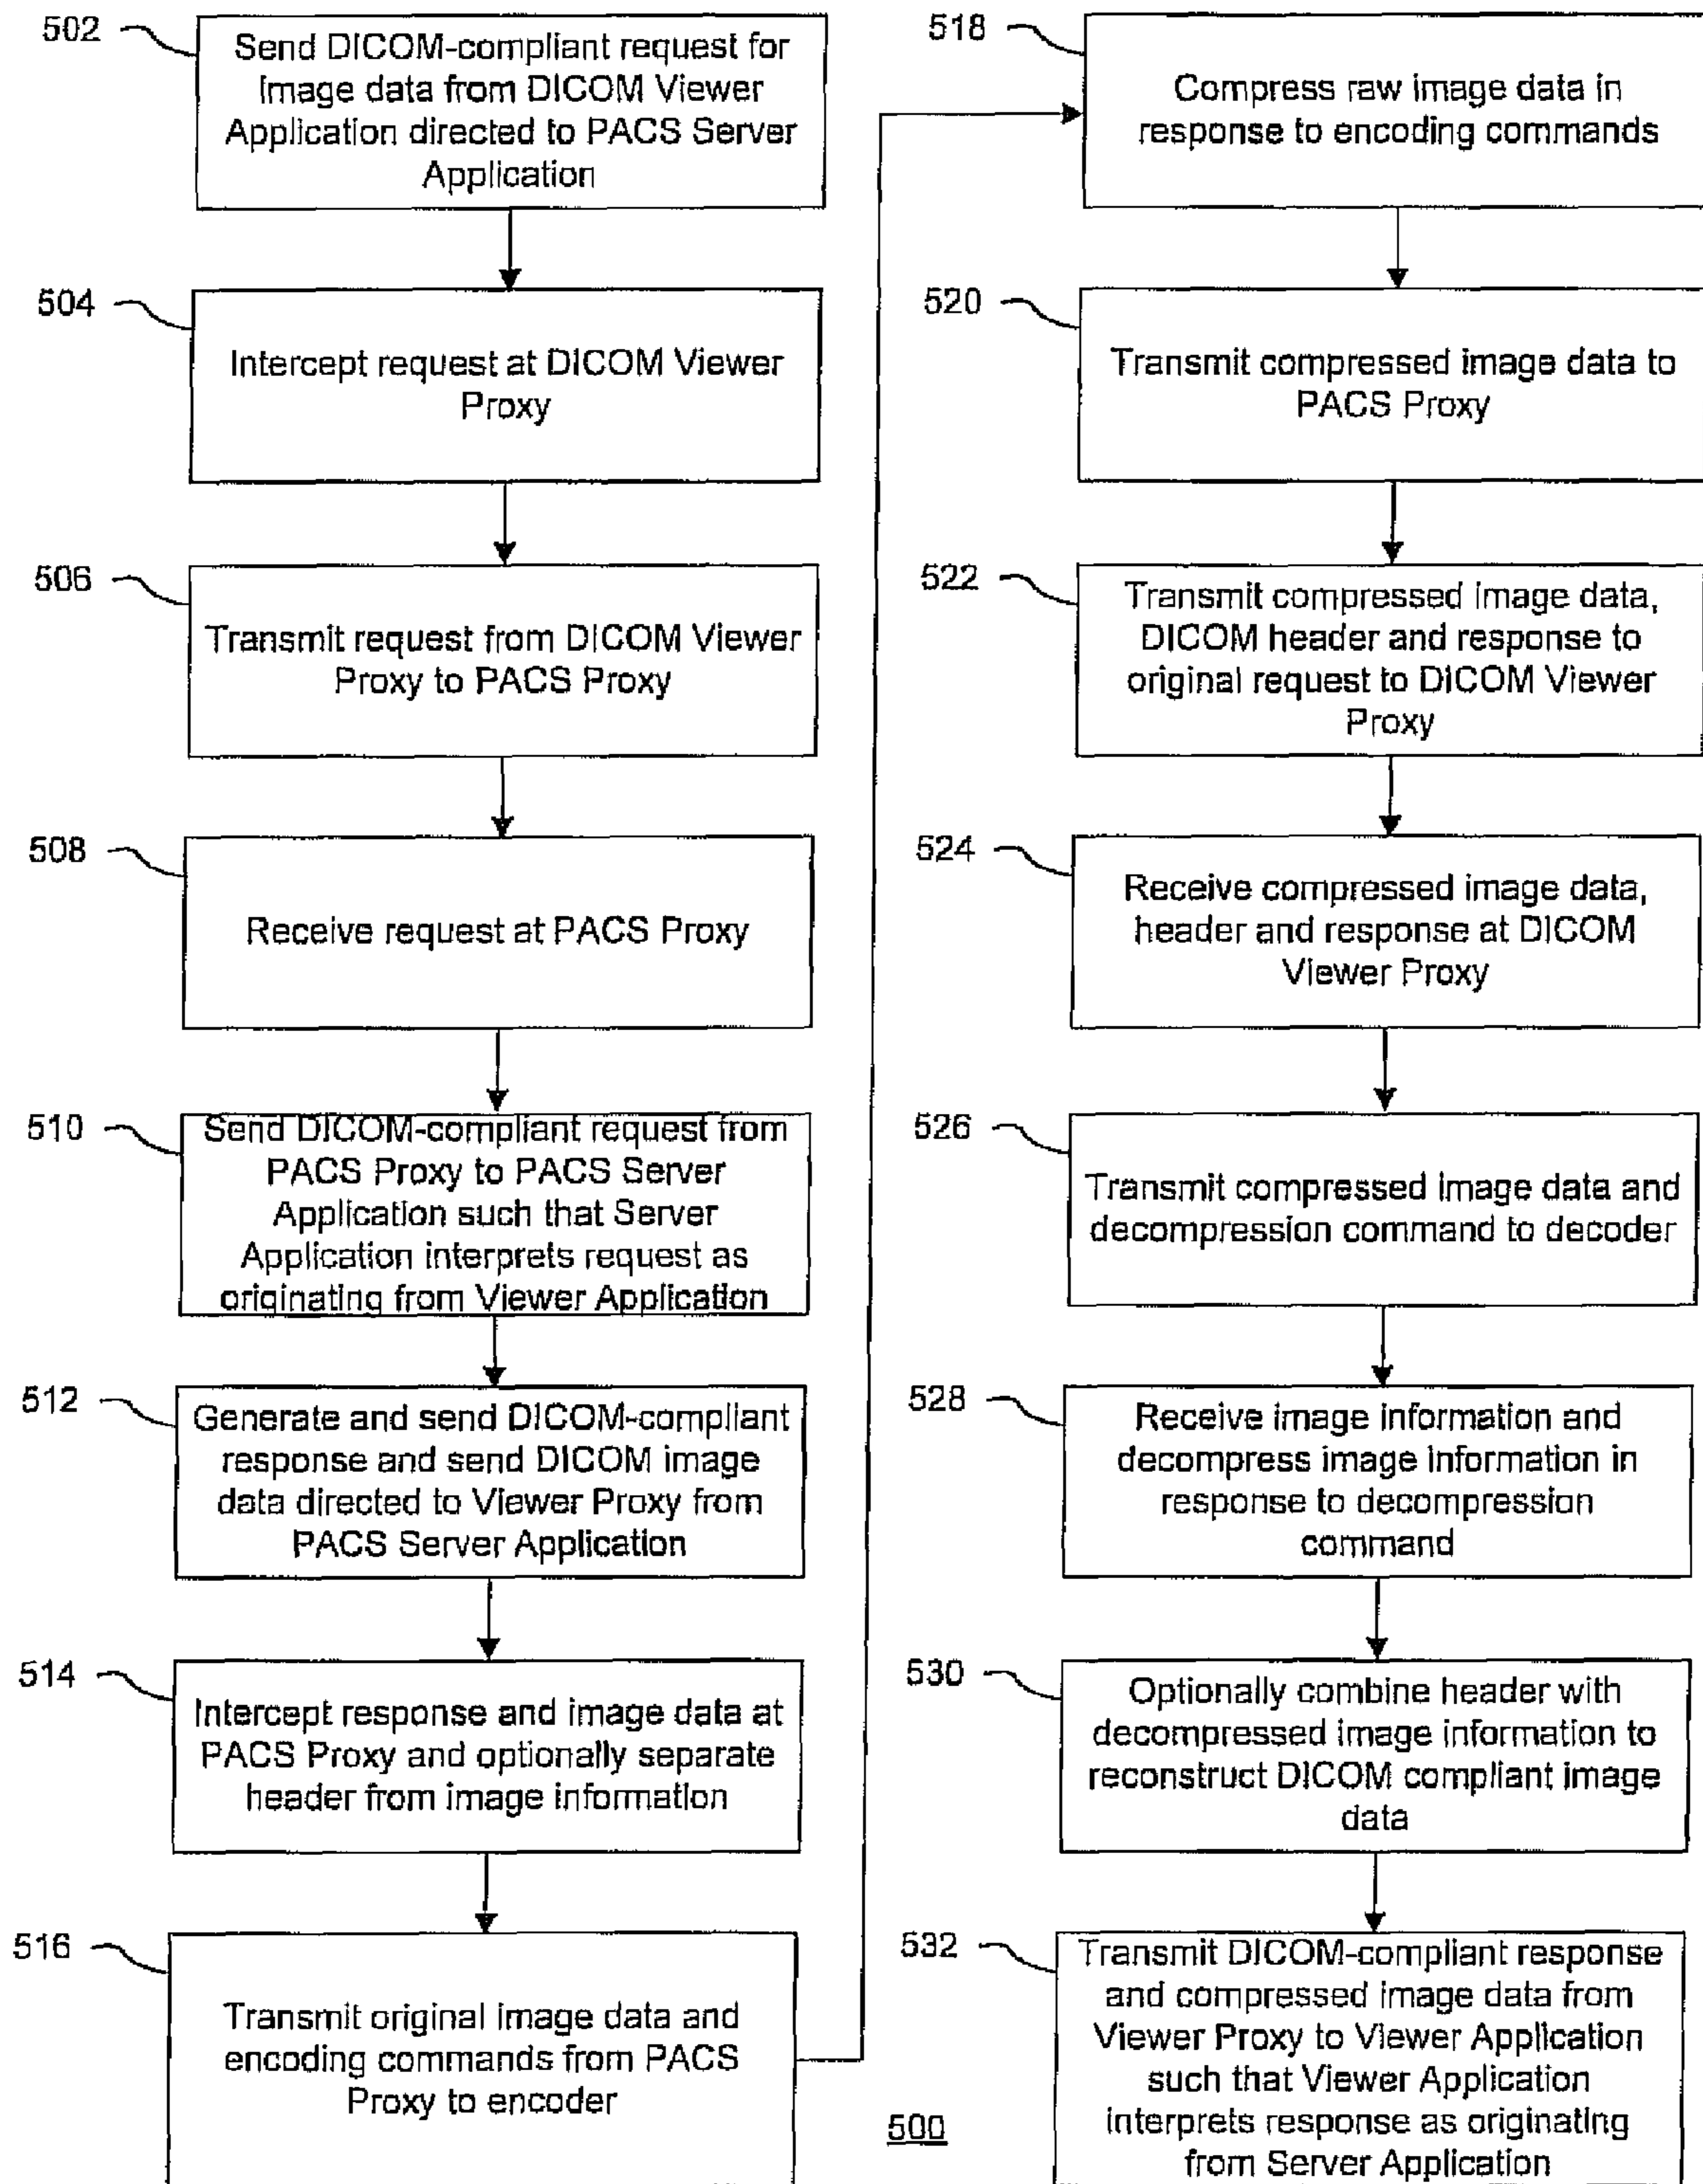 502
Send DICOM-compliant request for
image data from DICOM Viewer
Application directed to PACS Server
Application
504
Intercept request at DICOM Viewer
Proxy
506
Transmit request from DICOM Viewer
Proxy to PACS Proxy
508
Receive request at PACS Proxy
510
Send DICOM-compliant request from
PACS Proxy to PACS Server
Application such that Server
Application interprets request as
originating from Viewer Application
512
Generate and send DICOM-compliant
response and send DICOM image
data directed to Viewer Proxy from
PACS Server Application
514
Intercept response and image data at
PACS Proxy and optionally separate
header from image information
516
Transmit original image data and
encoding commands from PACS
Proxy to encoder
518
Compress raw image data in
response to encoding commands
520
Transmit compressed image data to
PACS Proxy
522
Transmit compressed image data,
DICOM header and response to
original request to DICOM Viewer
Proxy
524
Receive compressed image data,
header and response at DICOM
Viewer Proxy
526
Transmit compressed image data and
decompression command to decoder
528
Receive image information and
decompress image information in
response to decompression
command
530
Optionally combine header with
decompressed image information to
reconstruct DICOM compliant image
data
532
Transmit DICOM-compliant response
and compressed image data from
Viewer Proxy to Viewer Application
such that Viewer Application
interprets response as originating
from Server Application
500